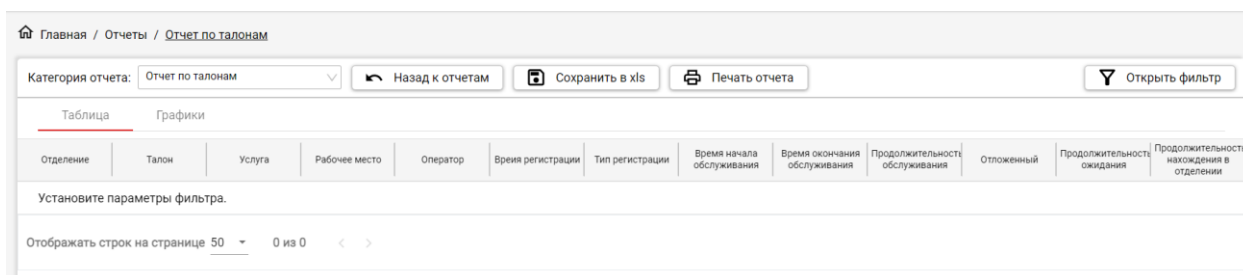 Главная / Отчеты / Отчет по талонам
Категория отчета: Отчет по талонам Назад к отчетам Сохранить в xls Печать отчета Открыть фильтр
Таблица Графики
Отделение Талон Услуга Рабочее место Оператор Время регистрации Тип регистрации Время начала обслуживания Время окончания обслуживания Продолжительность обслуживания Отложенный Продолжительность ожидания Продолжительность нахождения в отделении
Установите параметры фильтра.
Отображать строк на странице 50 0 из 0